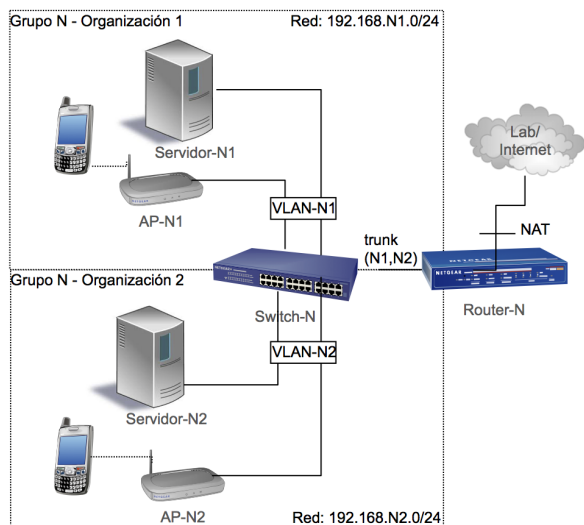 Grupo N - Organización 1
Red: 192.168.N1.0/24
Servidor-N1
AP-N1
VLAN-N1
Lab/
Internet
NAT
trunk
(N1,N2)
NETGEAR
Router-N
Switch-N
Grupo N - Organización 2
VLAN-N2
Servidor-N2
AP-N2
Red: 192.168.N2.0/24